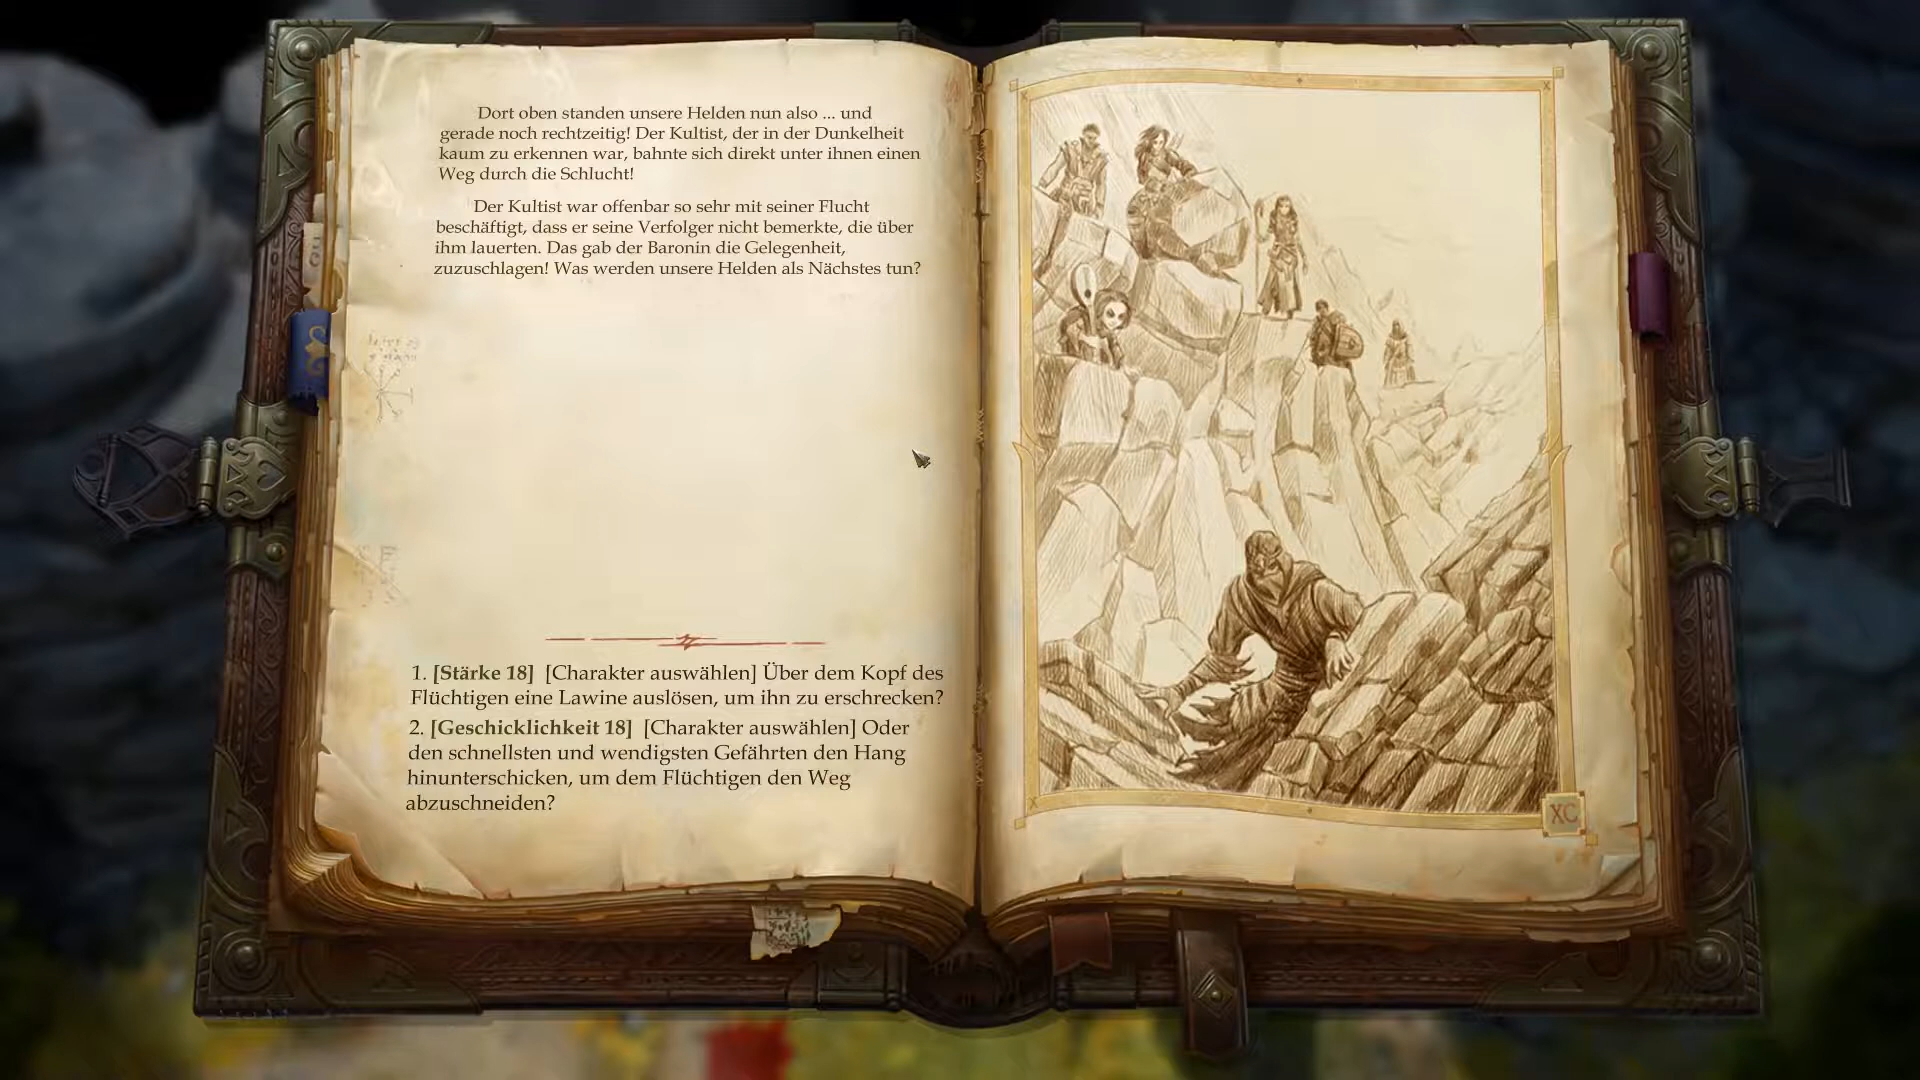 Dort oben standen unsere Helden nun also ... und
gerade noch rechtzeitig! Der Kultist, der in der Dunkelheit
kaum zu erkennen war, bahnte sich direkt unter ihnen einen
Weg durch die Schlucht!
Der Kultist war offenbar so sehr mit seiner Flucht
beschäftigt, dass er seine Verfolger nicht bemerkte, die über
ihm lauerten. Das gab der Baronin die Gelegenheit,
zuzuschlagen! Was werden unsere Helden als Nächstes tun?
1. [Stärke 18] [Charakter auswählen] Über dem Kopf des
Flüchtigen eine Lawine auslösen, um ihn zu erschrecken?
2. [Geschicklichkeit 18] [Charakter auswählen] Oder
den schnellsten und wendigsten Gefährten den Hang
hinunterschicken, um dem Flüchtigen den Weg
abzuschneiden?
XC